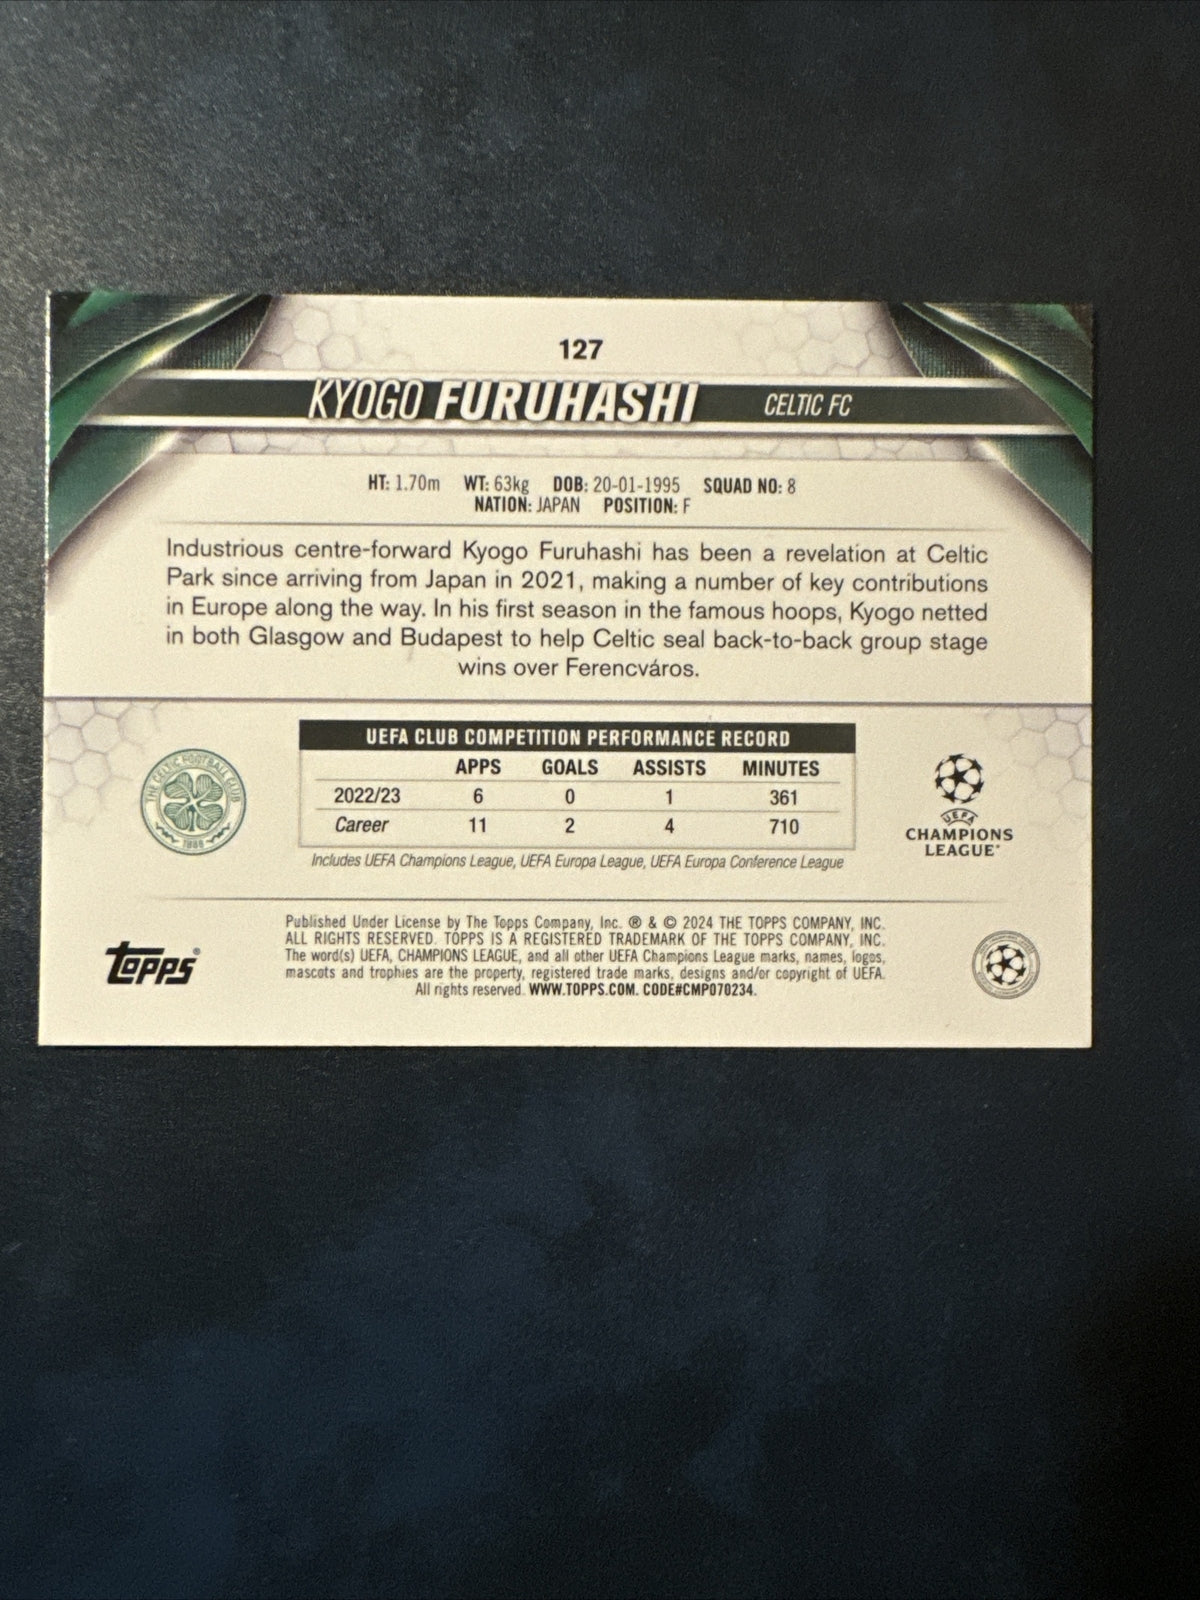 127
KYOGO FURUHASHI CELTIC FC
HT: 1.70m WT: 63kg DOB: 20-01-1995 SQUAD NO: 8
NATION: JAPAN POSITION: F
Industrious centre-forward Kyogo Furuhashi has been a revelation at Celtic
Park since arriving from Japan in 2021, making a number of key contributions
in Europe along the way. In his first season in the famous hoops, Kyogo netted
in both Glasgow and Budapest to help Celtic seal back-to-back group stage
wins over Ferencváros.
THE CELTIC FOOTBALL CLUB
1888
UEFA CLUB COMPETITION PERFORMANCE RECORD
APPS GOALS ASSISTS MINUTES
2022/23 6 0 1 361
Career 11 2 4 710
Includes UEFA Champions League, UEFA Europa League, UEFA Europa Conference League
UEFA
CHAMPIONS
LEAGUE
Published Under License by The Topps Company, Inc. ® & © 2024 THE TOPPS COMPANY, INC.
ALL RIGHTS RESERVED. TOPPS IS A REGISTERED TRADEMARK OF THE TOPPS COMPANY, INC.
The word(s) UEFA, CHAMPIONS LEAGUE, and all other UEFA Champions League marks, names, logos,
mascots and trophies are the property, registered trade marks, designs and/or copyright of UEFA.
All rights reserved. WWW.TOPPS.COM. CODE#CMP070234.
Topps®